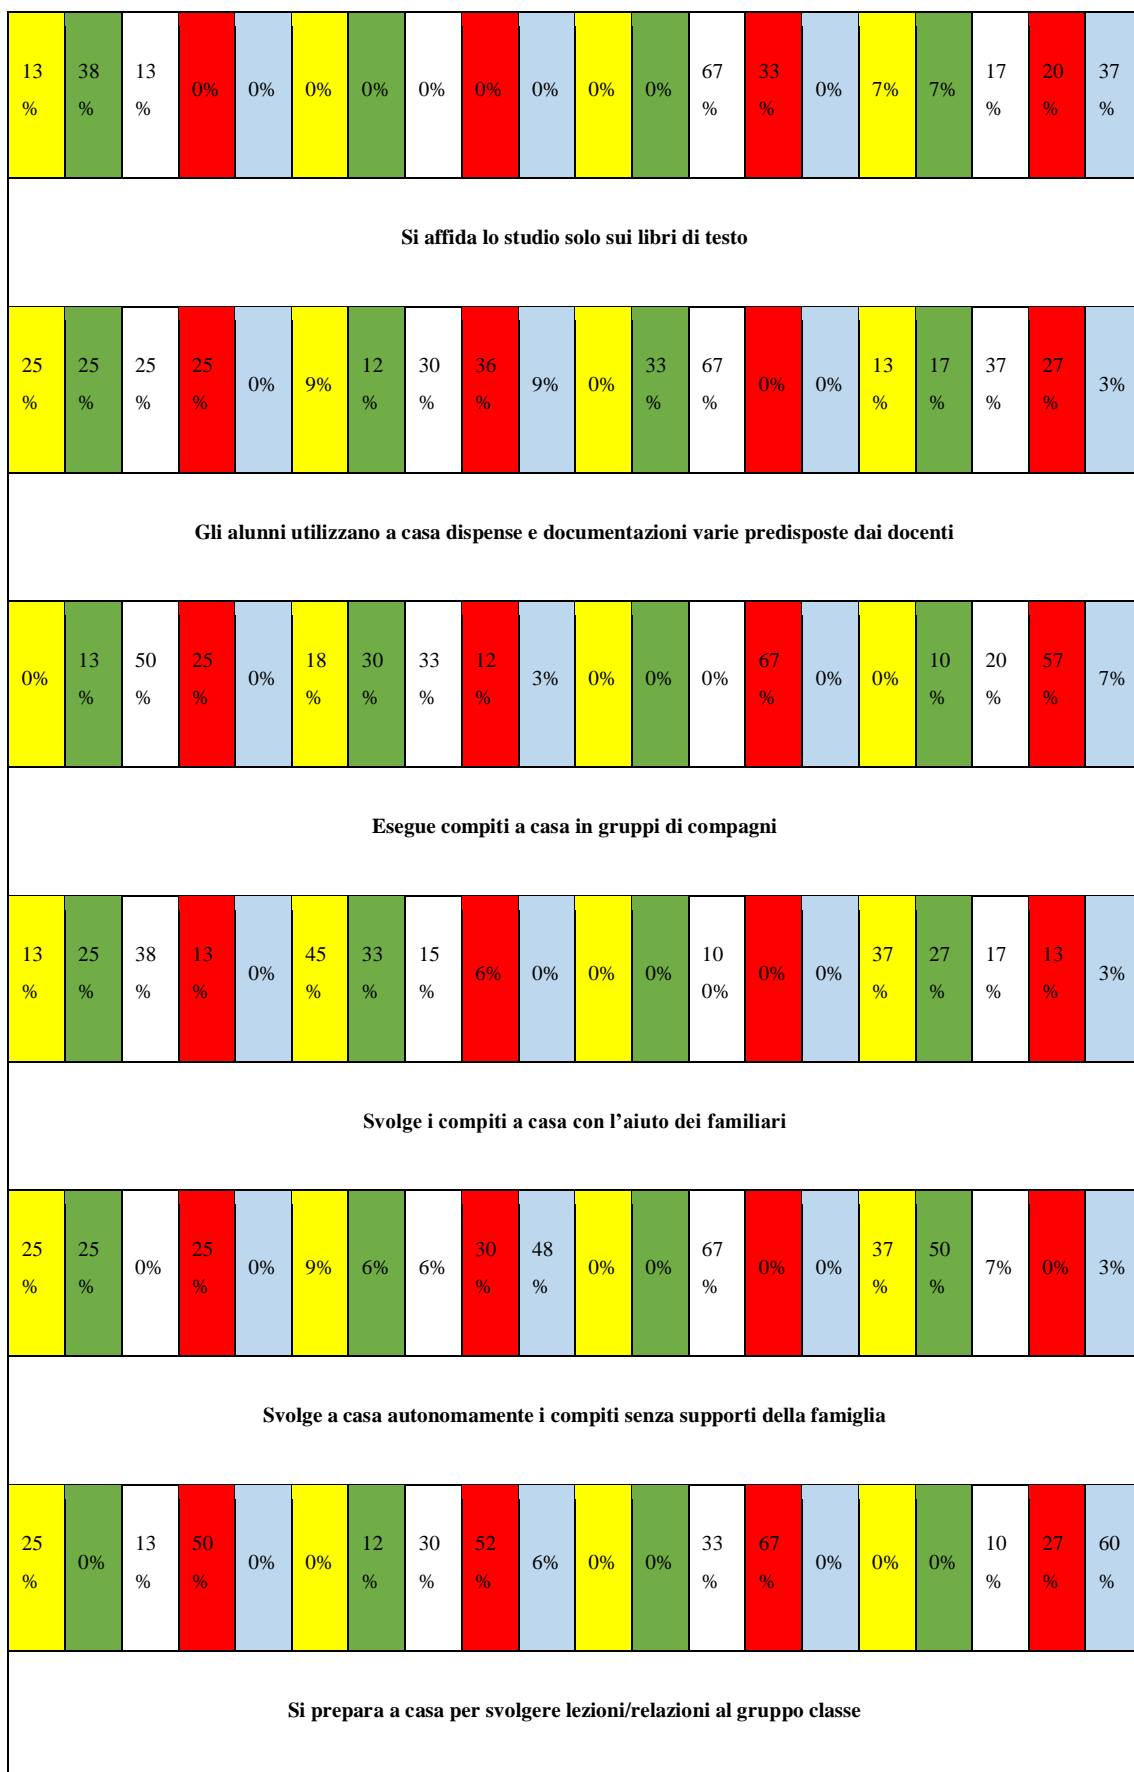 13% 38% 13% 0% 0% 0% 0% 0% 0% 0% 0% 0% 67% 33% 0% 7% 7% 17% 20% 37%
Si affida lo studio solo sui libri di testo
25% 25% 25% 25% 0% 9% 12% 30% 36% 9% 0% 33% 67% 0% 0% 13% 17% 37% 27% 3%
Gli alunni utilizzano a casa dispense e documentazioni varie predisposte dai docenti
0% 13% 50% 25% 0% 18% 30% 33% 12% 3% 0% 0% 0% 67% 0% 0% 10% 20% 57% 7%
Esegue compiti a casa in gruppi di compagni
13% 25% 38% 13% 0% 45% 33% 15% 6% 0% 0% 0% 100% 0% 0% 37% 27% 17% 13% 3%
Svolge i compiti a casa con l’aiuto dei familiari
25% 25% 0% 25% 0% 9% 6% 6% 30% 48% 0% 0% 67% 0% 0% 37% 50% 7% 0% 3%
Svolge a casa autonomamente i compiti senza supporti della famiglia
25% 0% 13% 50% 0% 0% 12% 30% 52% 6% 0% 0% 33% 67% 0% 0% 0% 10% 27% 60%
Si prepara a casa per svolgere lezioni/relazioni al gruppo classe